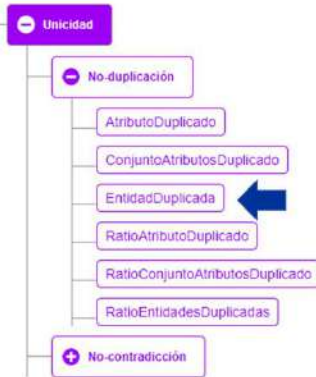 Unicidad
No-duplicación
AtributoDuplicado
ConjuntoAtributosDuplicado
EntidadDuplicada
RatioAtributoDuplicado
RatioConjuntoAtributosDuplicado
RatioEntidadesDuplicadas
No-contradicción